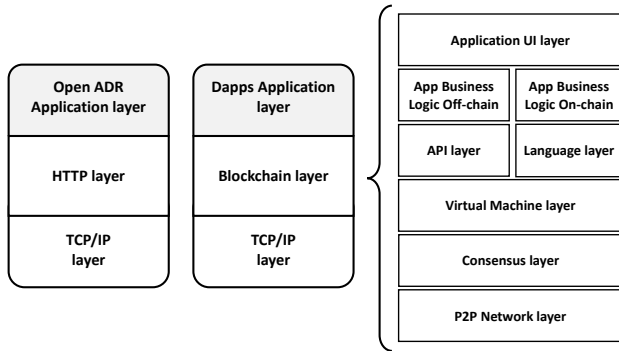 Open ADR
Application layer
HTTP layer
TCP/IP
layer
Dapps Application
layer
Blockchain layer
TCP/IP
layer
Application UI layer
App Business
Logic Off-chain
App Business
Logic On-chain
API layer
Language layer
Virtual Machine layer
Consensus layer
P2P Network layer